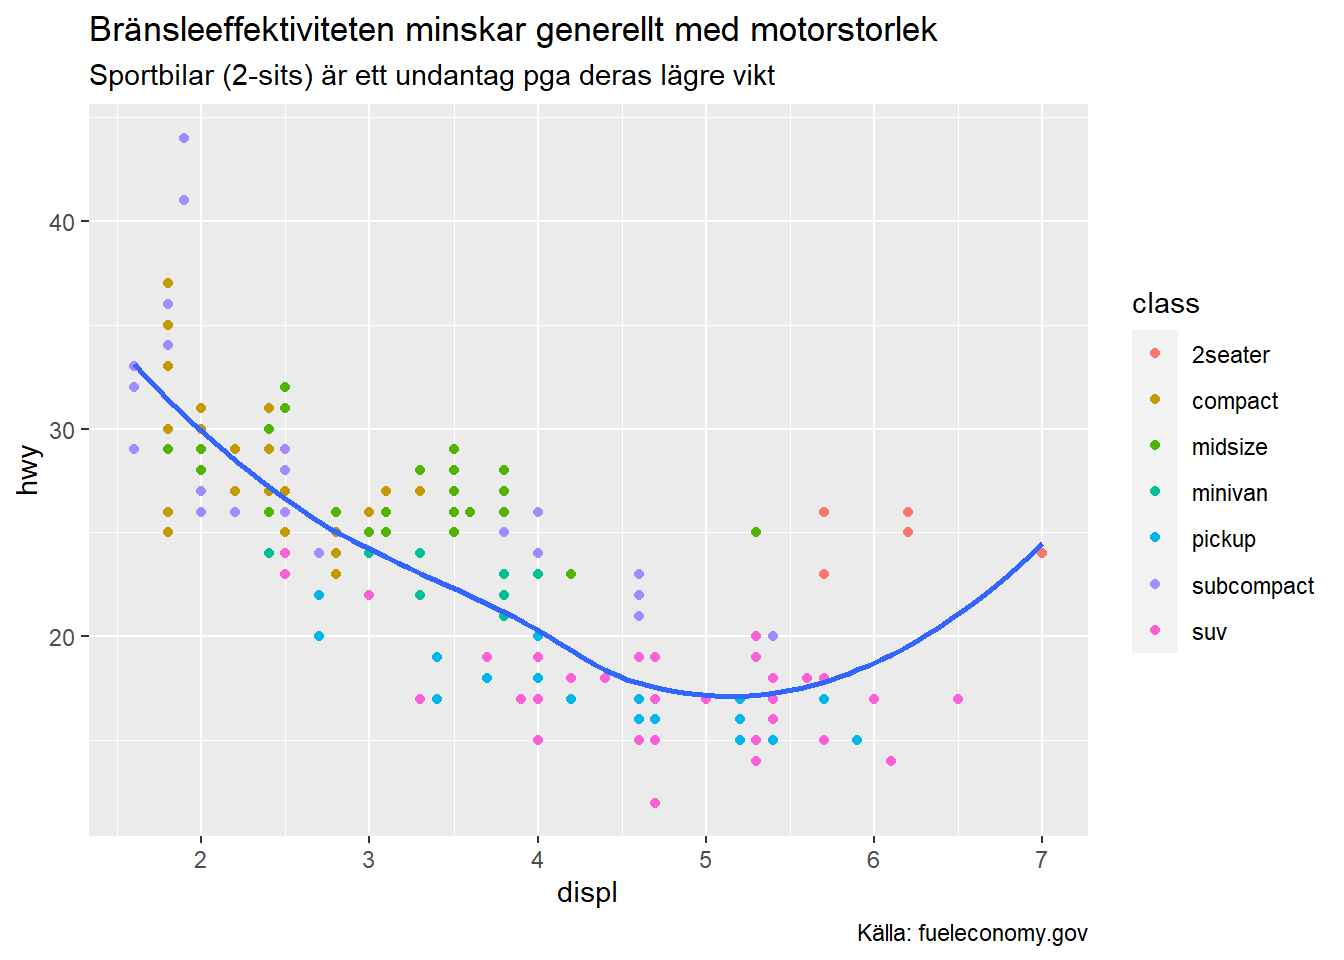 Bränsleeffektiviteten minskar generellt med motorstorlek
Sportbilar (2-sits) är ett undantag pga deras lägre vikt
hwy
40
30
20
2 3 4 5 6 7
displ
class
2seater
compact
midsize
minivan
pickup
subcompact
suv
Källa: fueleconomy.gov